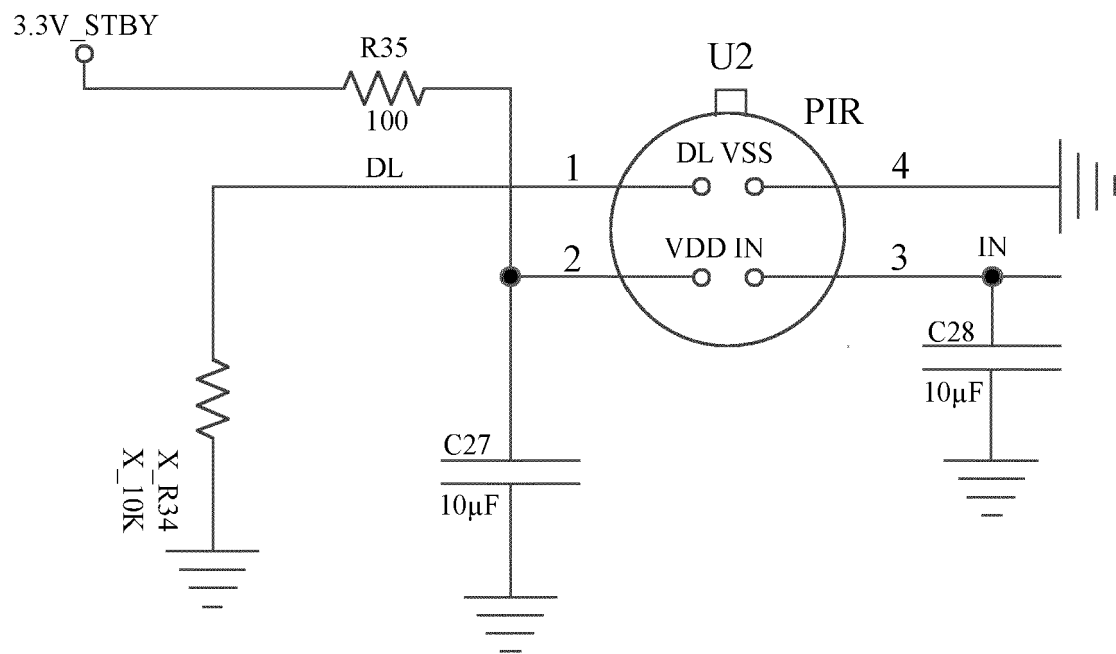 3.3V_STBY
R35
100
U2
PIR
DL
1
DL VSS
4
2
VDD IN
3
IN
C28
10µF
C27
10µF
X_R34
X_10K